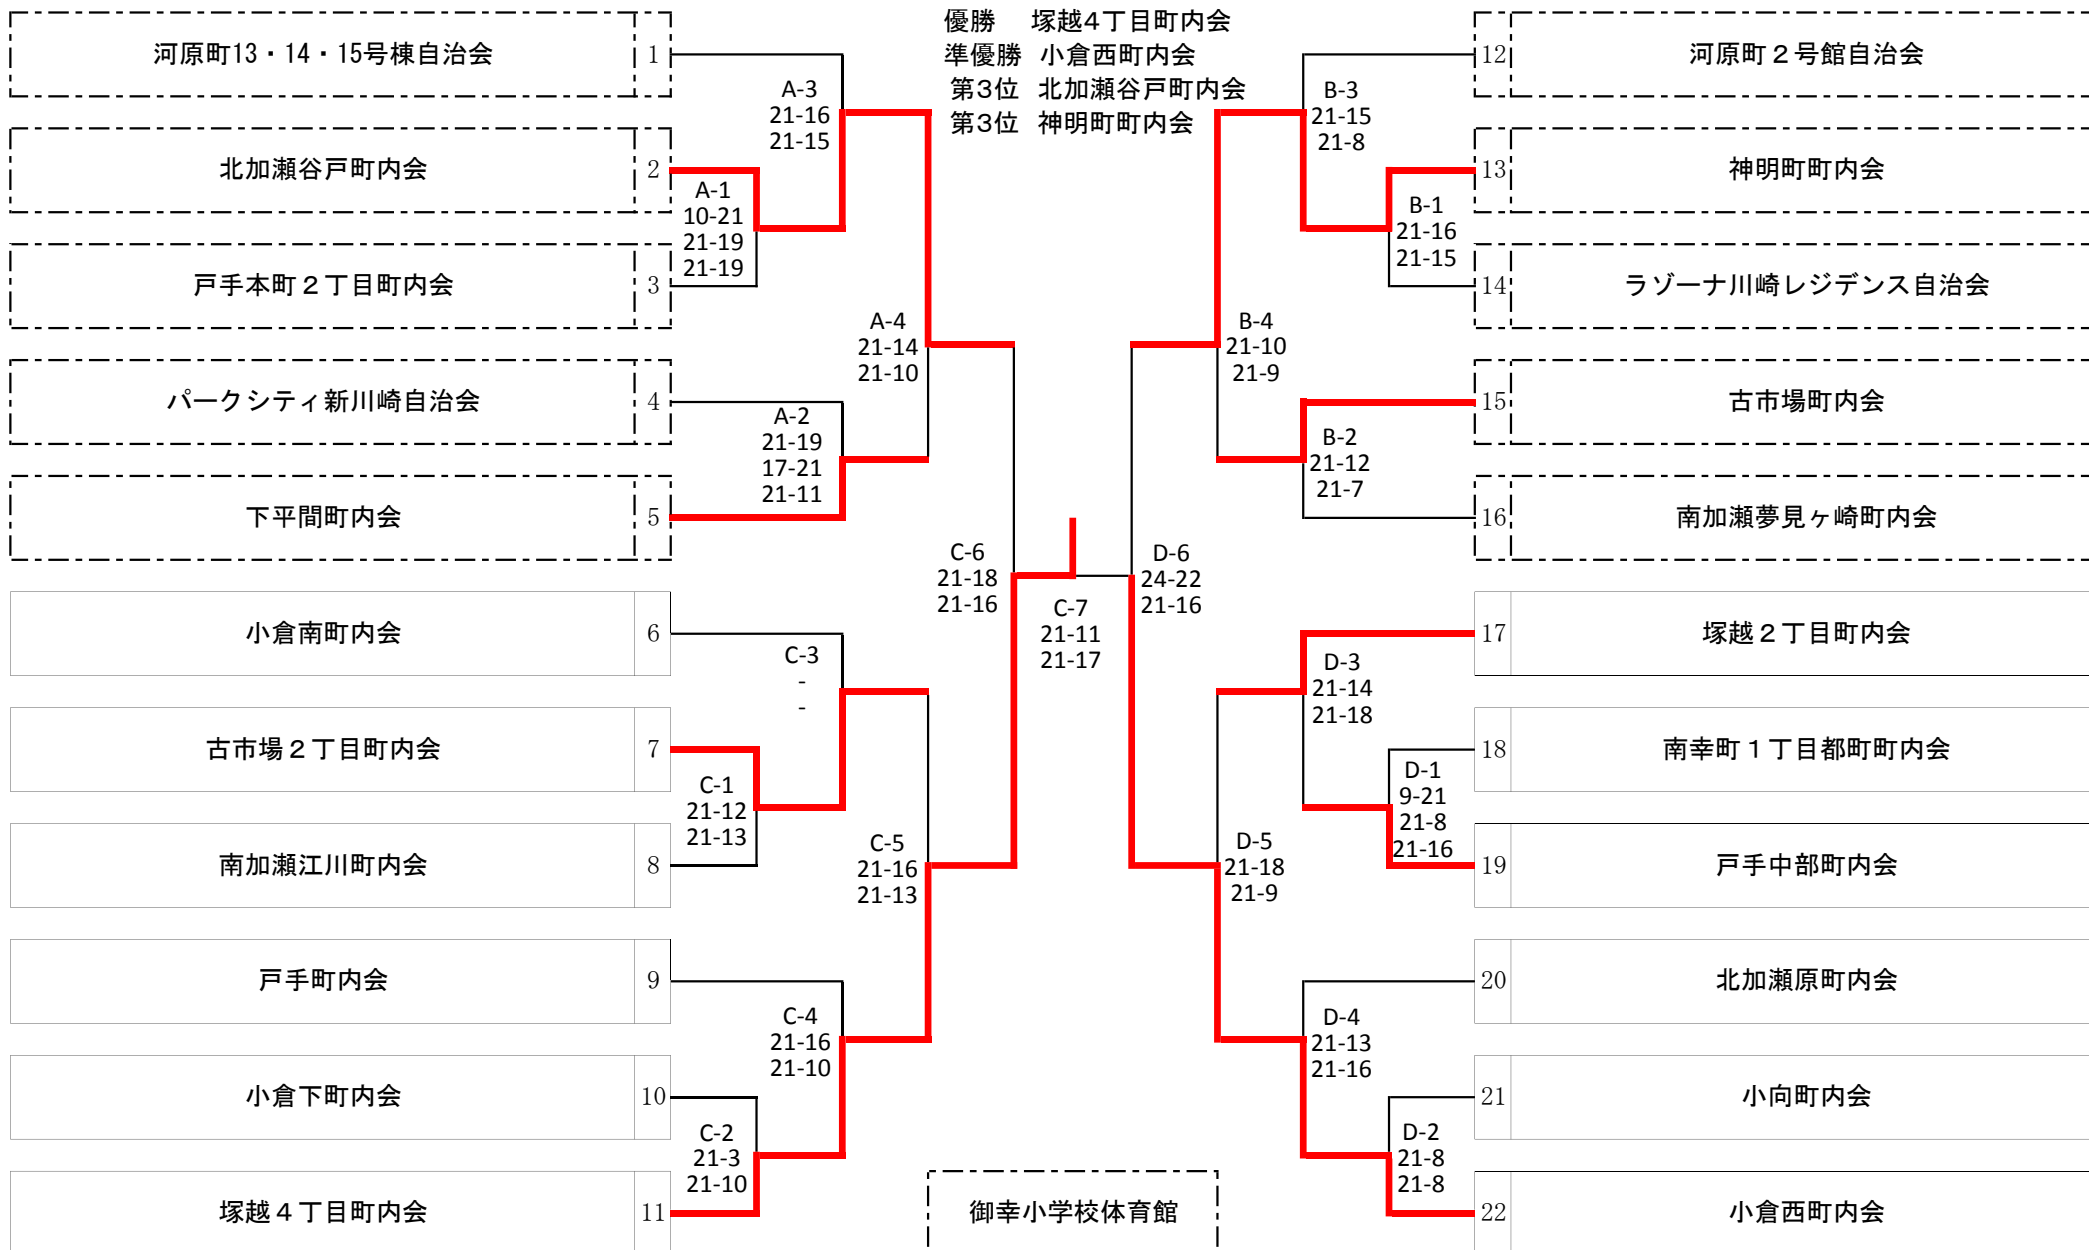 優勝　塚越4丁目町内会
準優勝　小倉西町内会
第3位　北加瀬谷戸町内会
第3位　神明町町内会
河原町13・14・15号棟自治会 1
北加瀬谷戸町内会 2
戸手本町２丁目町内会 3
パークシティ新川崎自治会 4
下平間町内会 5
小倉南町内会 6
古市場２丁目町内会 7
南加瀬江川町内会 8
戸手町内会 9
小倉下町内会 10
塚越４丁目町内会 11
A-3
21-16
21-15
A-1
10-21
21-19
21-19
A-4
21-14
21-10
A-2
21-19
17-21
21-11
C-6
21-18
21-16
C-3
-
-
C-1
21-12
21-13
C-5
21-16
21-13
C-4
21-16
21-10
C-2
21-3
21-10
C-7
21-11
21-17
B-3
21-15
21-8
B-1
21-16
21-15
B-4
21-10
21-9
B-2
21-12
21-7
D-6
24-22
21-16
D-3
21-14
21-18
D-1
9-21
21-8
21-16
D-5
21-18
21-9
D-4
21-13
21-16
D-2
21-8
21-8
12 河原町２号館自治会
13 神明町町内会
14 ラゾーナ川崎レジデンス自治会
15 古市場町内会
16 南加瀬夢見ヶ崎町内会
17 塚越２丁目町内会
18 南幸町１丁目都町町内会
19 戸手中部町内会
20 北加瀬原町内会
21 小向町内会
22 小倉西町内会
御幸小学校体育館